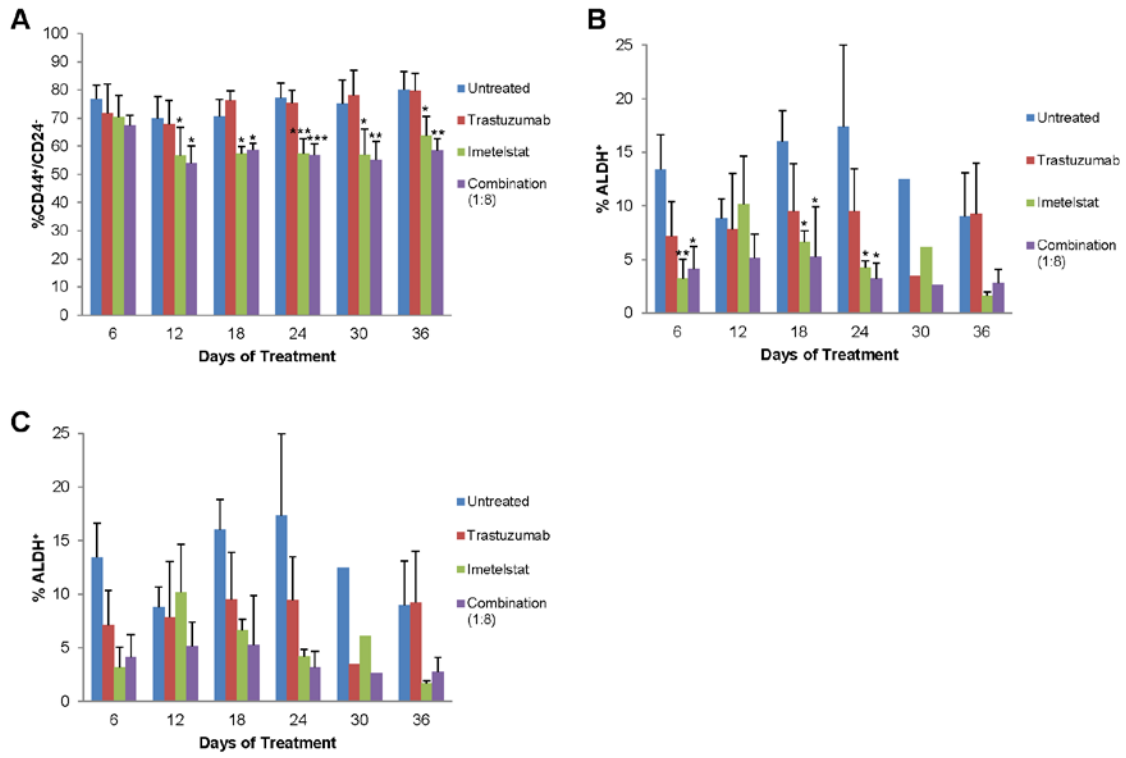 A
100
90
80
70
60
50
40
30
20
10
0
%CD44⁺/CD24⁻
* * * * *** *** * ** * **
6 12 18 24 30 36
Days of Treatment
Untreated
Trastuzumab
Imetelstat
Combination
(1:8)
B
25
20
15
10
5
0
% ALDH⁺
** * * * * *
6 12 18 24 30 36
Days of Treatment
Untreated
Trastuzumab
Imetelstat
Combination
(1:8)
C
25
20
15
10
5
0
% ALDH⁺
6 12 18 24 30 36
Days of Treatment
Untreated
Trastuzumab
Imetelstat
Combination
(1:8)